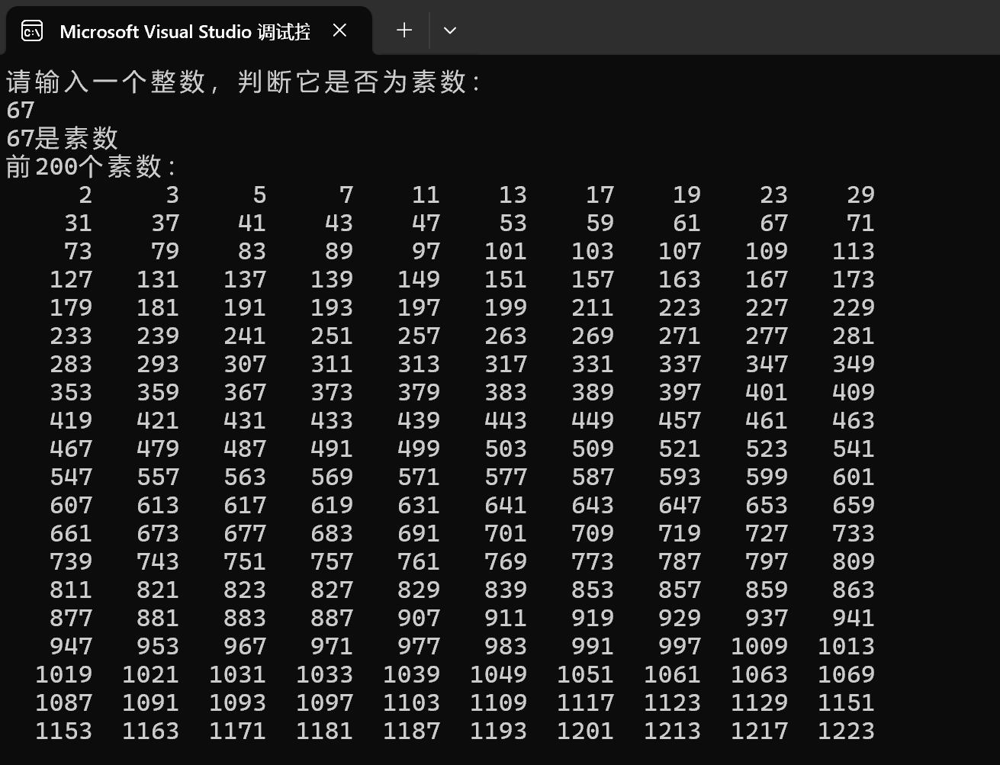 Microsoft Visual Studio 调试控
请输入一个整数，判断它是否为素数：
67
67是素数
前200个素数：
2 3 5 7 11 13 17 19 23 29
31 37 41 43 47 53 59 61 67 71
73 79 83 89 97 101 103 107 109 113
127 131 137 139 149 151 157 163 167 173
179 181 191 193 197 199 211 223 227 229
233 239 241 251 257 263 269 271 277 281
283 293 307 311 313 317 331 337 347 349
353 359 367 373 379 383 389 397 401 409
419 421 431 433 439 443 449 457 461 463
467 479 487 491 499 503 509 521 523 541
547 557 563 569 571 577 587 593 599 601
607 613 617 619 631 641 643 647 653 659
661 673 677 683 691 701 709 719 727 733
739 743 751 757 761 769 773 787 797 809
811 821 823 827 829 839 853 857 859 863
877 881 883 887 907 911 919 929 937 941
947 953 967 971 977 983 991 997 1009 1013
1019 1021 1031 1033 1039 1049 1051 1061 1063 1069
1087 1091 1093 1097 1103 1109 1117 1123 1129 1151
1153 1163 1171 1181 1187 1193 1201 1213 1217 1223